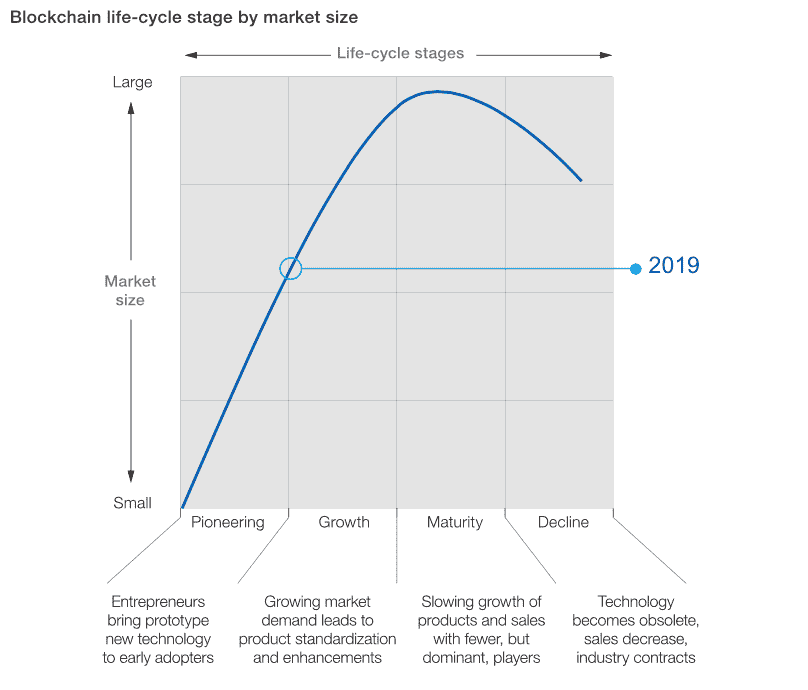 Blockchain life-cycle stage by market size
Life-cycle stages
Large
2019
Market
size
Small
Pioneering
Growth
Maturity
Decline
Entrepreneurs
bring prototype
new technology
to early adopters
Growing market
demand leads to
product standardization
and enhancements
Slowing growth of
products and sales
with fewer, but
dominant, players
Technology
becomes obsolete,
sales decrease,
industry contracts